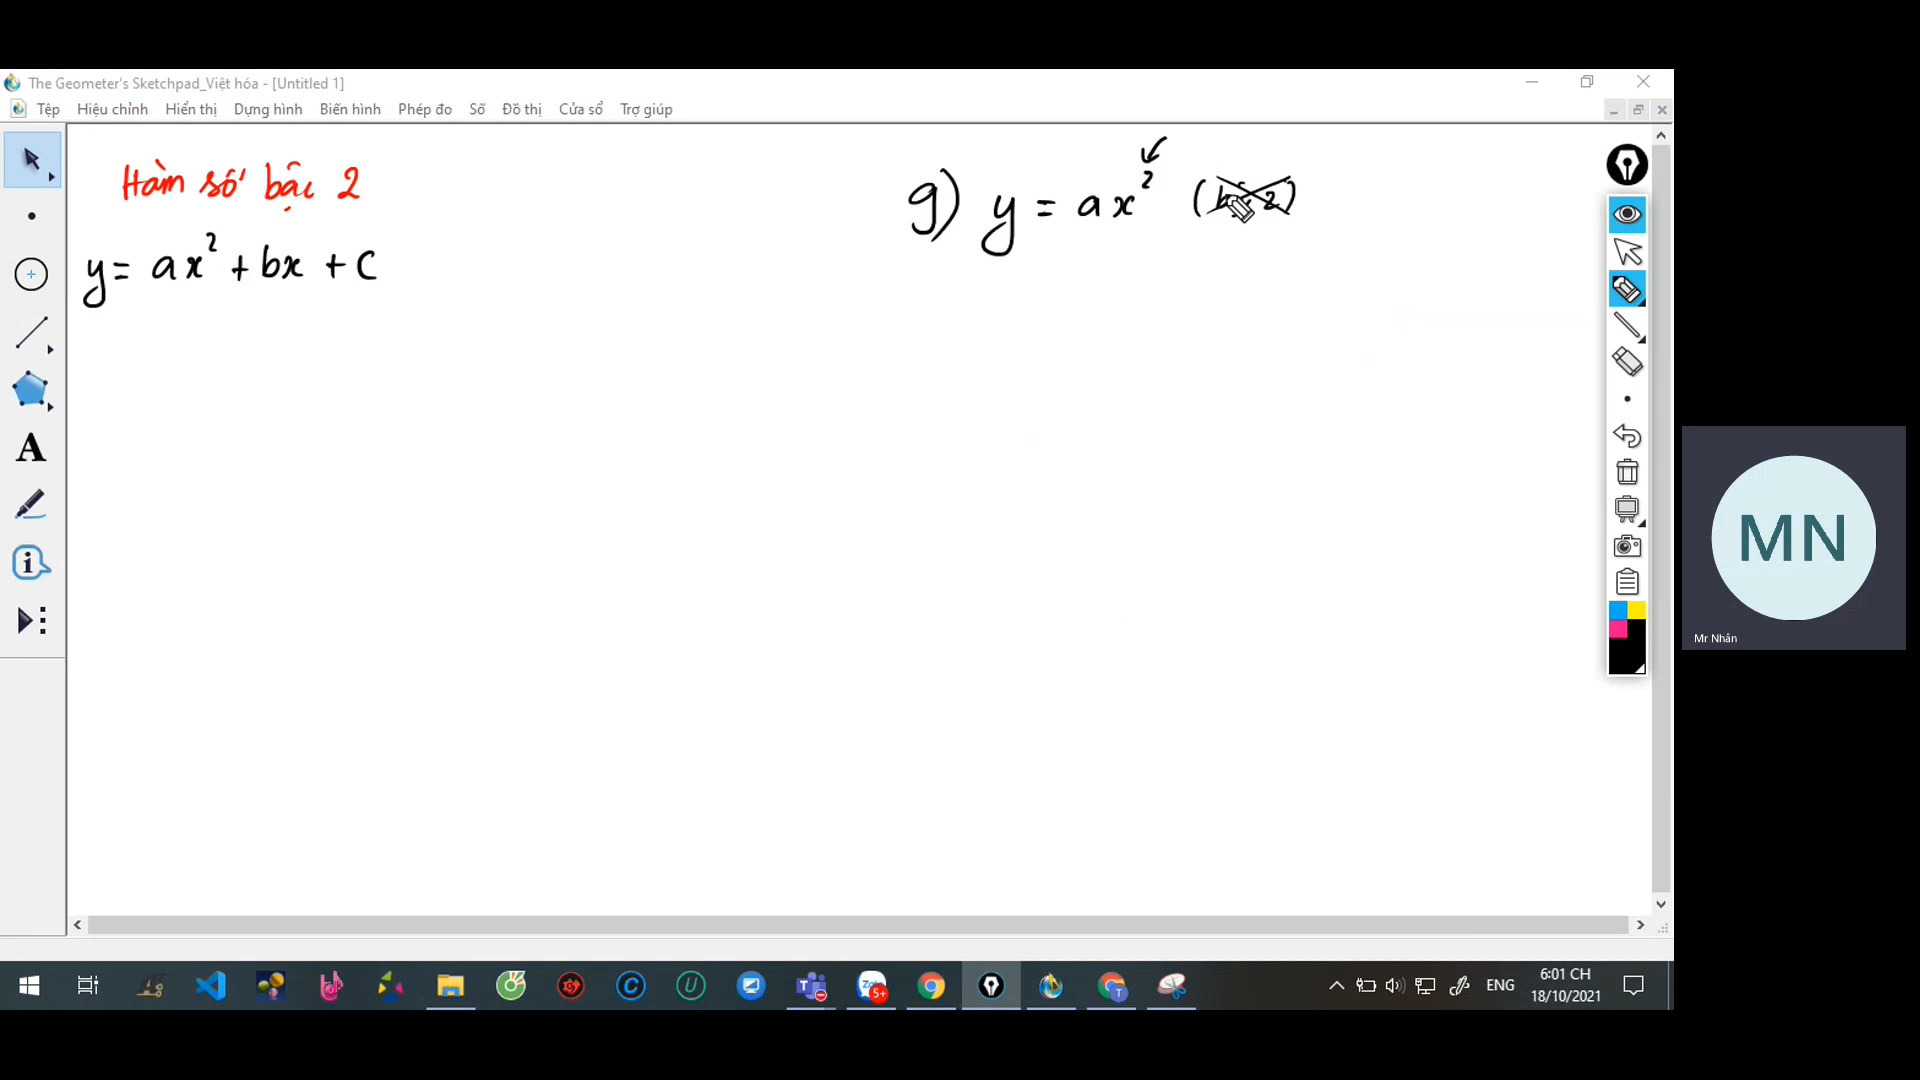 The Geometer's Sketchpad_Việt hóa - [Untitled 1]
Tệp Hiệu chỉnh Hiển thị Dựng hình Biến hình Phép đo Số Đồ thị Cửa sổ Trợ giúp
Hàm số bậc 2
y = ax² + bx + c
9) y = ax²
A
MN
Mr Nhân
5+
ENG
6:01 CH
18/10/2021